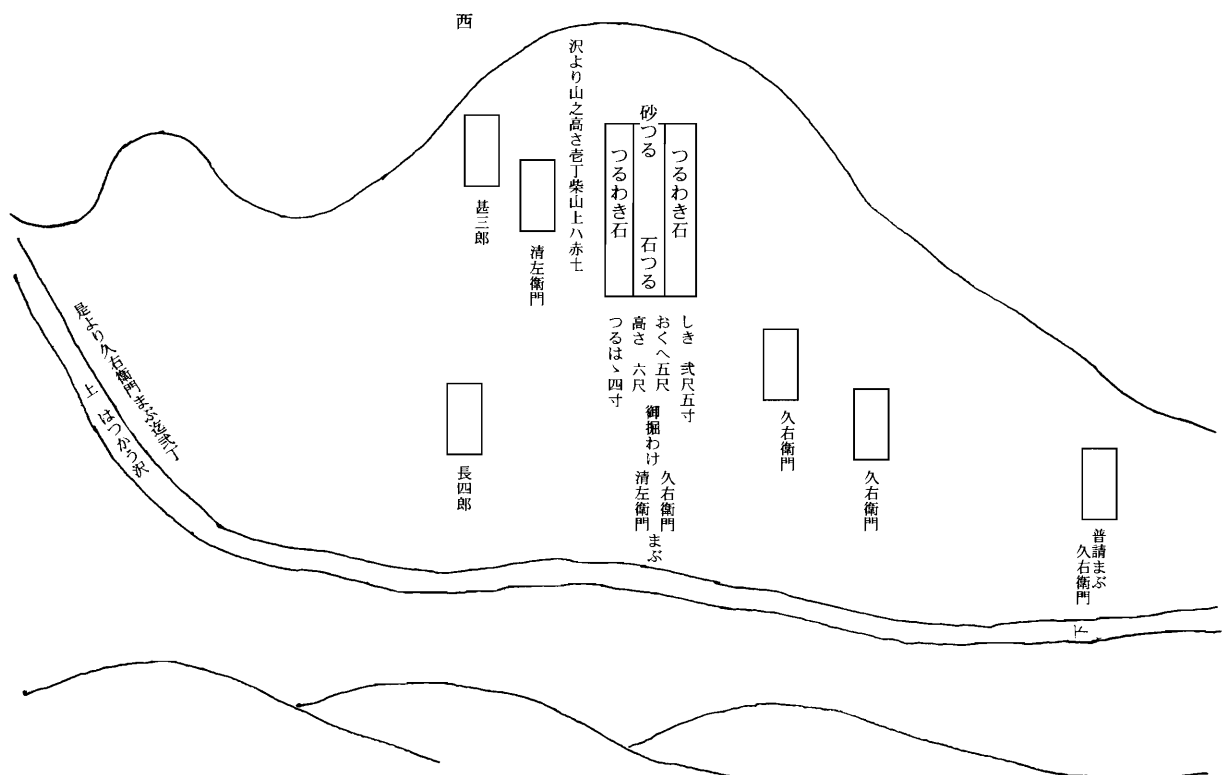 西
沢より山之高さ壱丁柴山上ハ赤土
砂つる
石つる
つるわき石
つるわき石
しき　弐尺五寸
おくへ五尺
高さ　六尺
つるはゝ四寸
御掘わけ
久右衛門
清左衛門
まぶ
甚三郎
清左衛門
長四郎
久右衛門
久右衛門
普請まぶ
久右衛門
是より久右衛門まぶ迄弐丁
上
はつかう沢
下